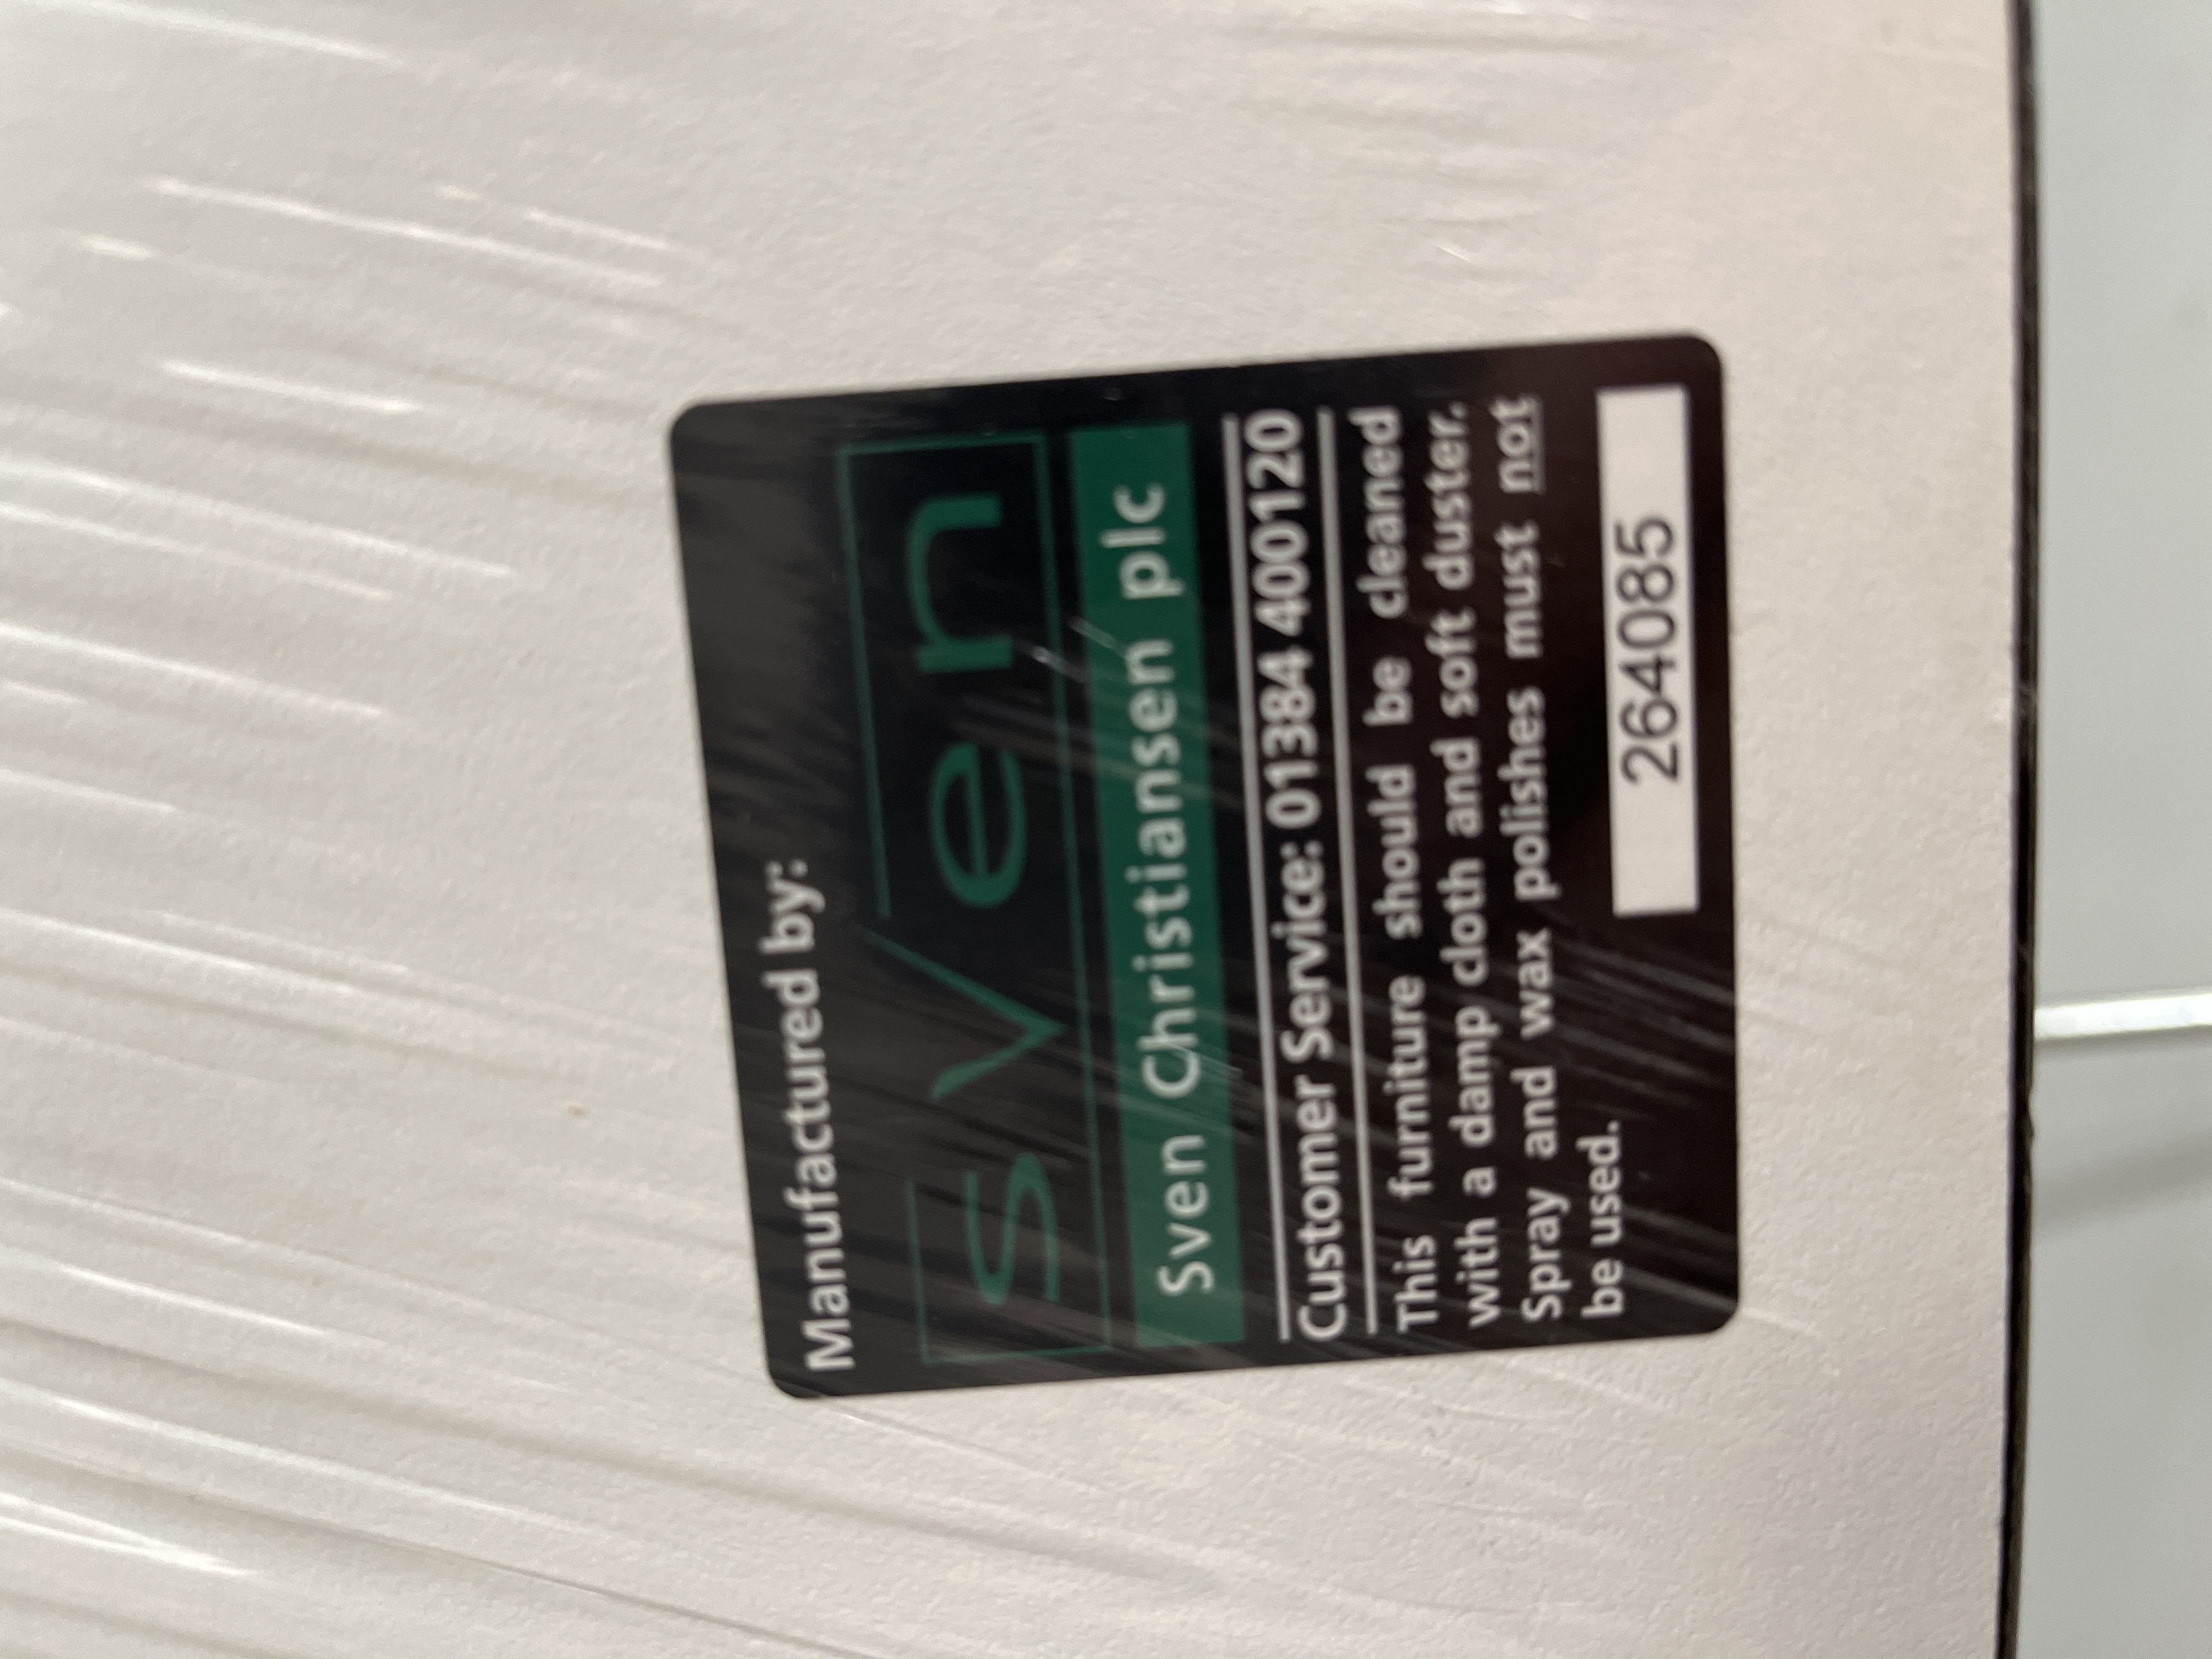 Manufactured by:
sven
Sven Christiansen plc
Customer Service: 01384 400120
This furniture should be cleaned
with a damp cloth and soft duster.
Spray and wax polishes must not
be used.
264085